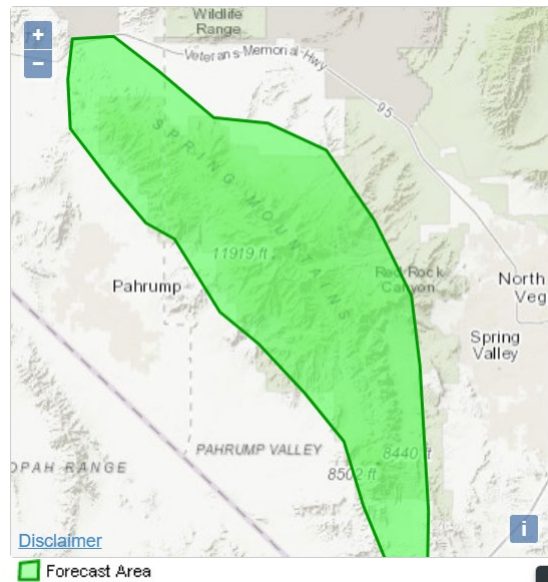 +
−
Wildlife
Range
Veterans-Memorial-Hwy
95
SPRING MOUNTAINS
11919 ft
Red Rock
Canyon
Pahrump
North
Veg
Spring
Valley
PAHRUMP VALLEY
8440 ft
8502 ft
OPAH RANGE
Disclaimer
i
Forecast Area